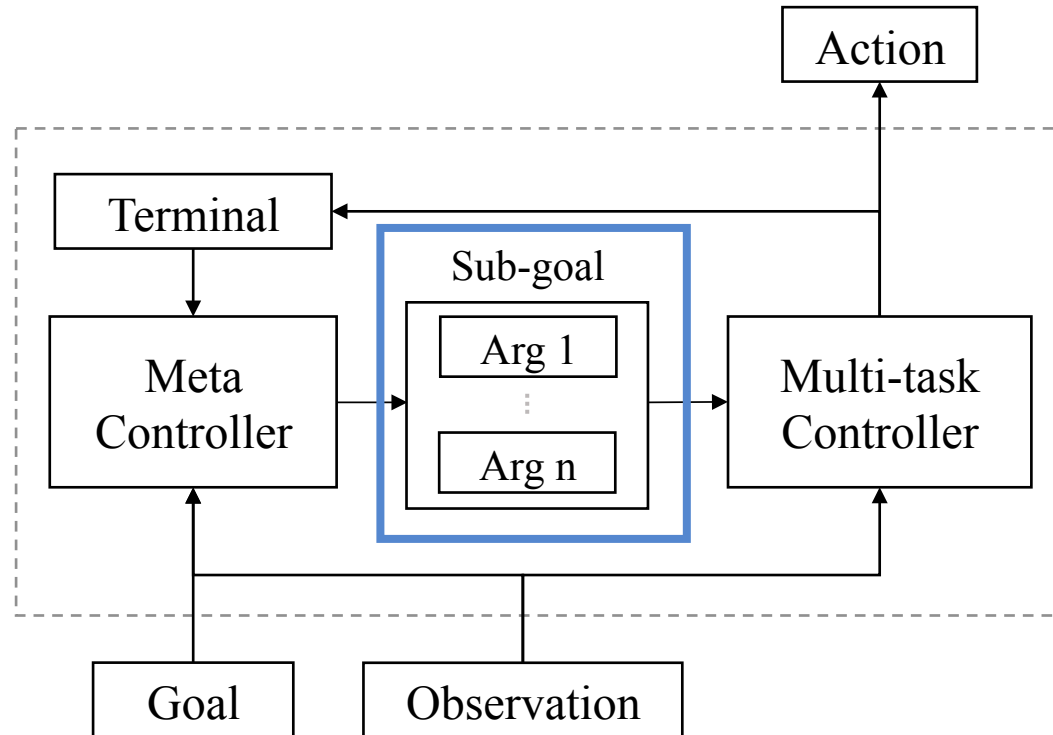 Action
Terminal
Sub-goal
Meta
Controller
Arg 1
Arg n
Multi-task
Controller
Goal
Observation